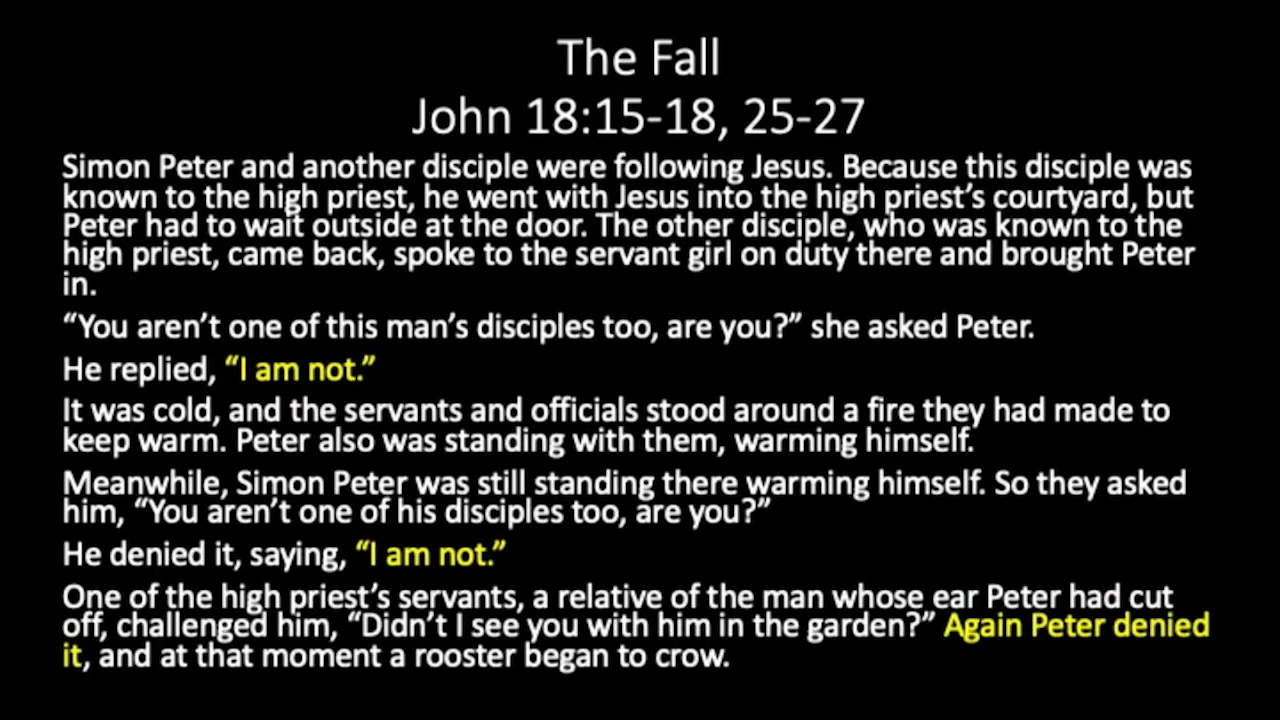 The Fall
John 18:15-18, 25-27
Simon Peter and another disciple were following Jesus. Because this disciple was
known to the high priest, he went with Jesus into the high priest’s courtyard, but
Peter had to wait outside at the door. The other disciple, who was known to the
high priest, came back, spoke to the servant girl on duty there and brought Peter
in.
“You aren’t one of this man’s disciples too, are you?” she asked Peter.
He replied, “I am not.”
It was cold, and the servants and officials stood around a fire they had made to
keep warm. Peter also was standing with them, warming himself.
Meanwhile, Simon Peter was still standing there warming himself. So they asked
him, “You aren’t one of his disciples too, are you?”
He denied it, saying, “I am not.”
One of the high priest’s servants, a relative of the man whose ear Peter had cut
off, challenged him, “Didn’t I see you with him in the garden?” Again Peter denied
it, and at that moment a rooster began to crow.